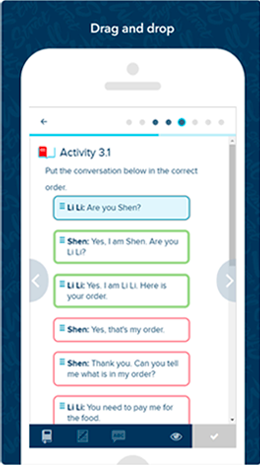 Drag and drop
Activity 3.1
Put the conversation below in the correct
order.
Li Li: Are you Shen?
Shen: Yes, I am Shen. Are you
Li Li?
Li Li: Yes. I am Li Li. Here is
your order.
Shen: Yes, that's my order.
Shen: Thank you. Can you tell
me what is in my order?
Li Li: You need to pay me for
the food.
ABC